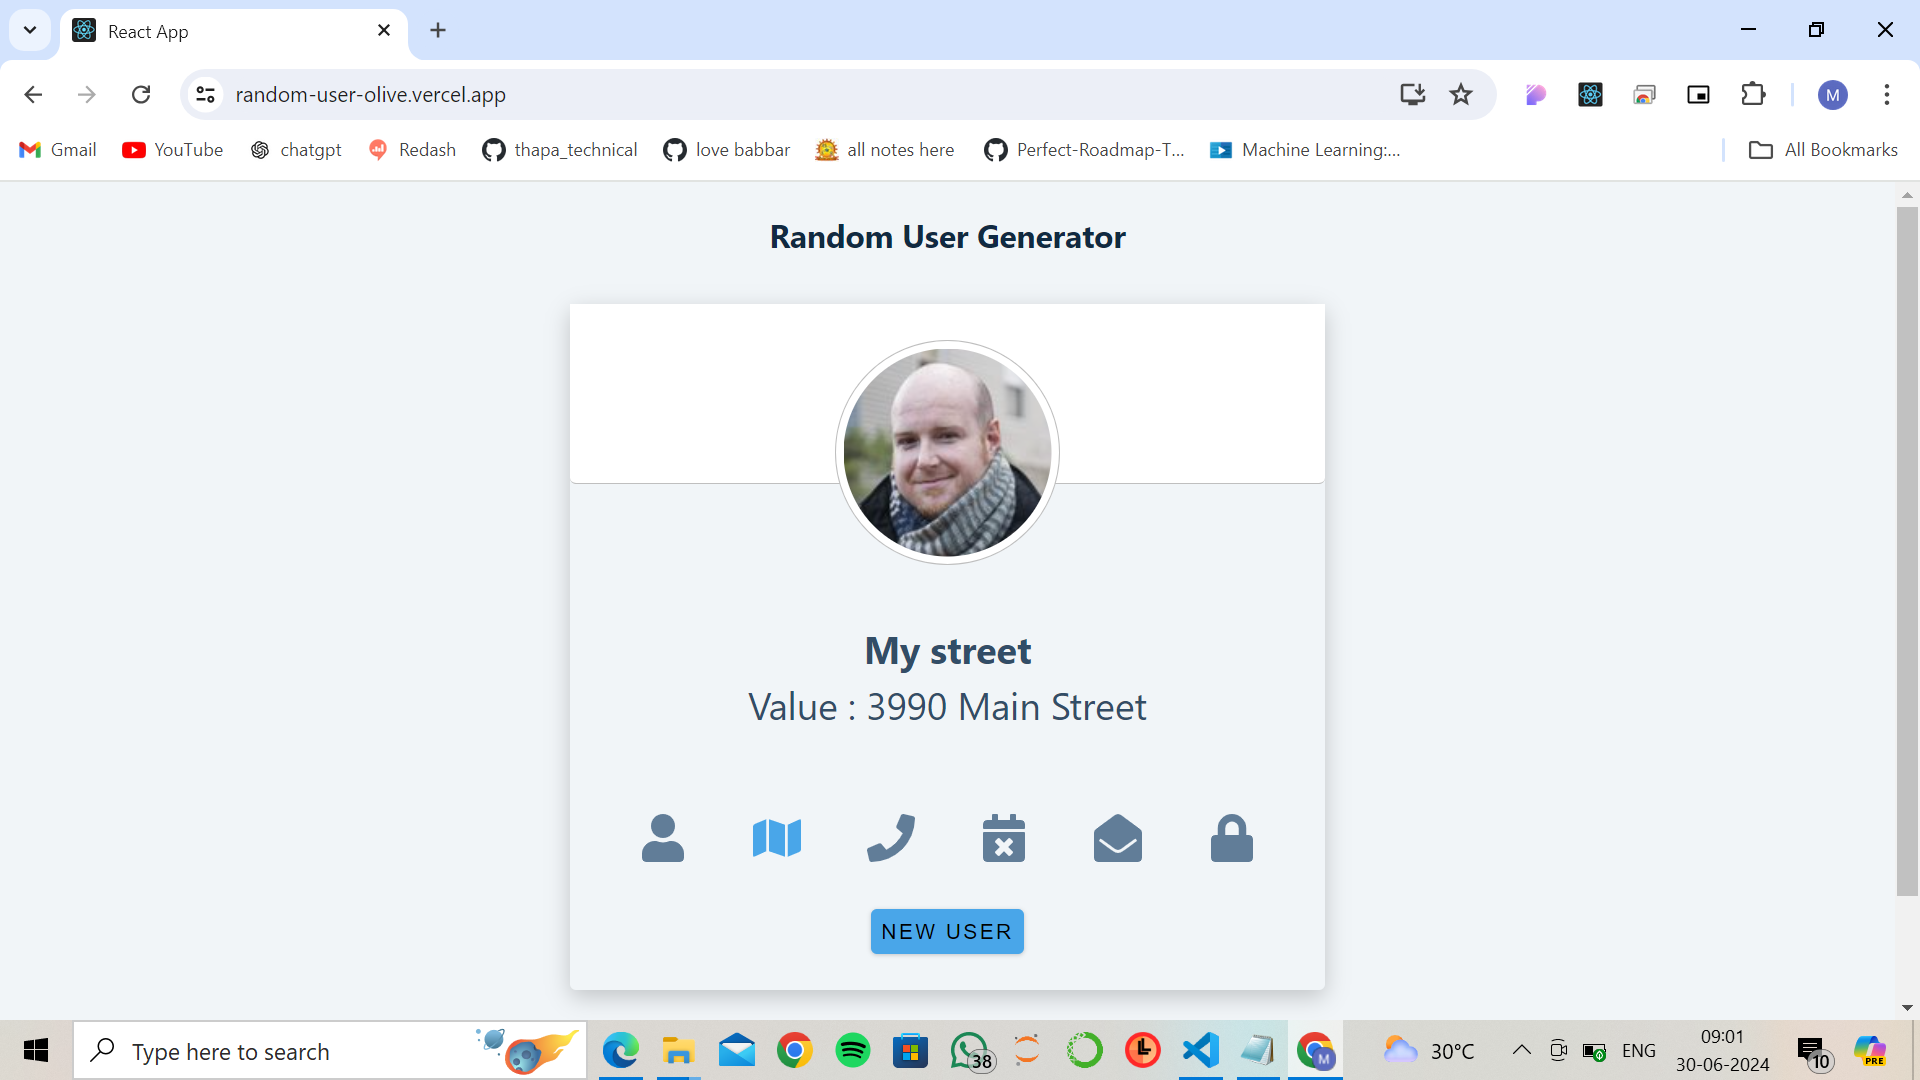 React App
random-user-olive.vercel.app
M
Gmail
YouTube
chatgpt
Redash
thapa_technical
love babbar
all notes here
Perfect-Roadmap-T...
Machine Learning:...
All Bookmarks
Random User Generator
My street
Value : 3990 Main Street
NEW USER
Type here to search
38
M
30°C
ENG
09:01
30-06-2024
10
PRE